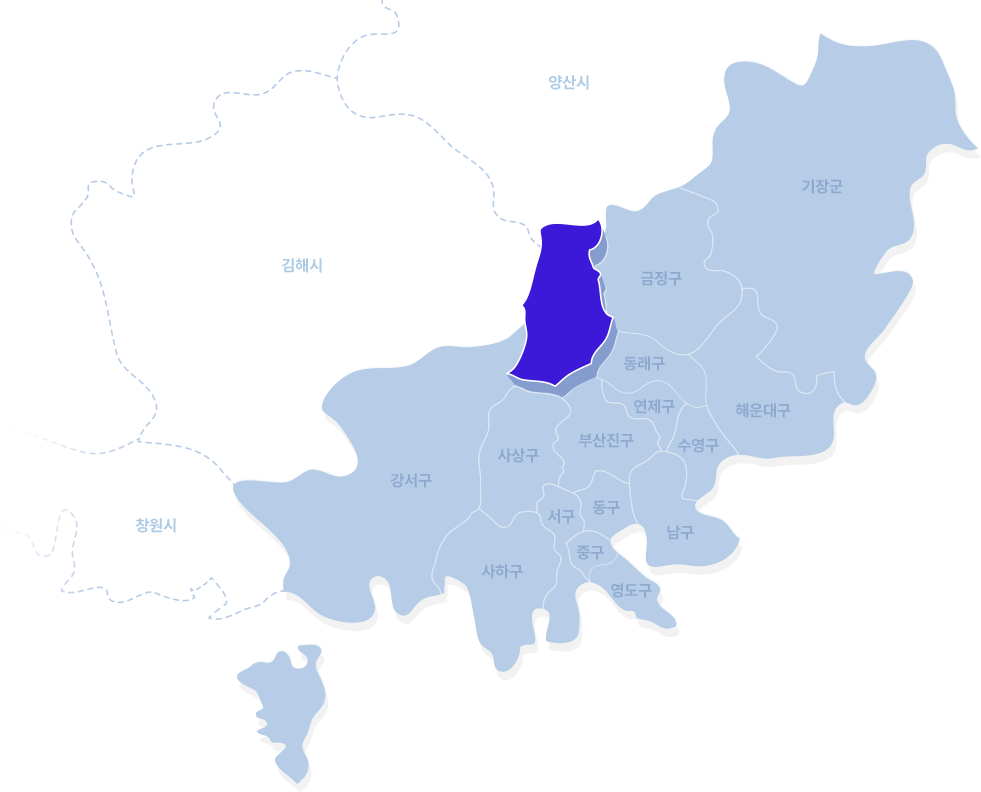 양산시
기장군
김해시
금정구
동래구
연제구
해운대구
부산진구
수영구
사상구
강서구
동구
서구
창원시
남구
중구
사하구
영도구